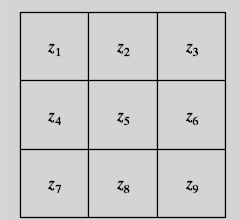 z₁ z₂ z₃
z₄ z₅ z₆
z₇ z₈ z₉